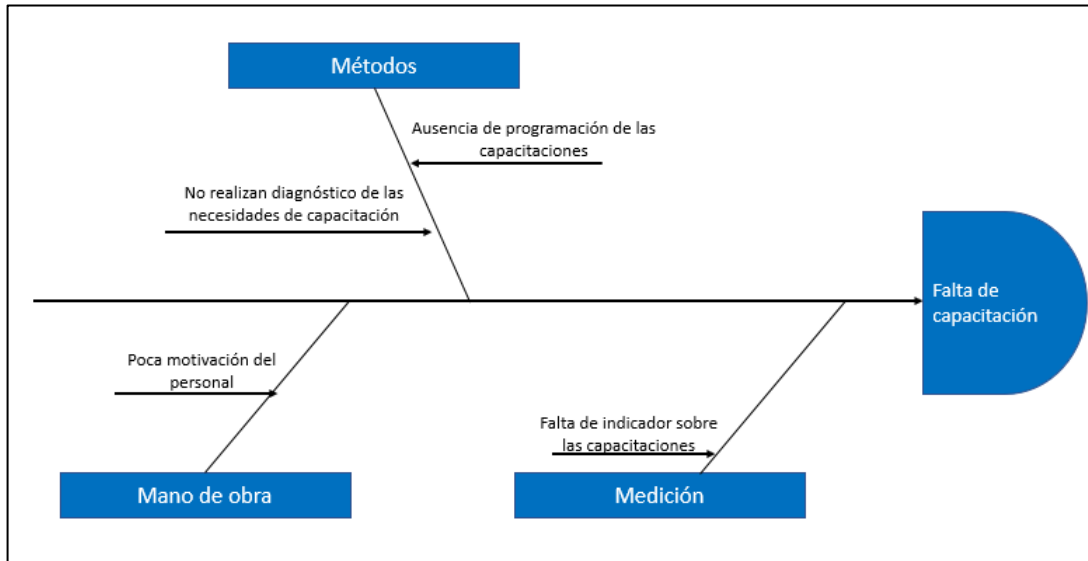 Métodos
Ausencia de programación de las
capacitaciones
No realizan diagnóstico de las
necesidades de capacitación
Falta de
capacitación
Poca motivación del
personal
Falta de indicador sobre
las capacitaciones
Mano de obra
Medición